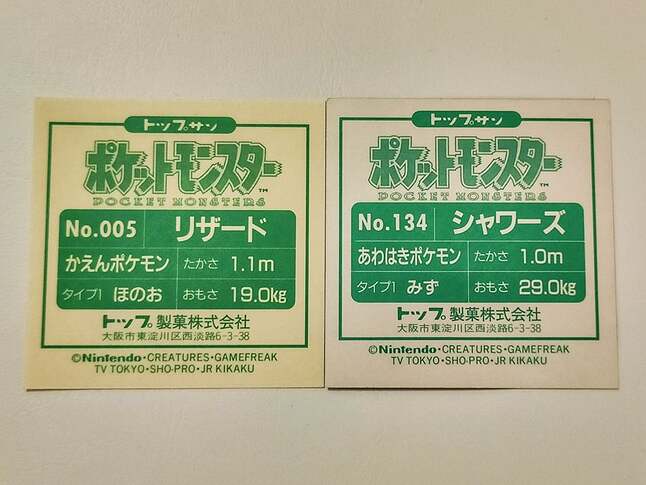 トップサン
ポケットモンスター™
POCKET MONSTERS
No.005 リザード
かえんポケモン たかさ 1.1m
タイプ1 ほのお おもさ 19.0kg
トップ。製菓株式会社
大阪市東淀川区西淡路6-3-38
©Nintendo・CREATURES・GAMEFREAK
TV TOKYO・SHO-PRO・JR KIKAKU
トップサン
ポケットモンスター™
POCKET MONSTERS
No.134 シャワーズ
あわはきポケモン たかさ 1.0m
タイプ1 みず おもさ 29.0kg
トップ。製菓株式会社
大阪市東淀川区西淡路6-3-38
©Nintendo・CREATURES・GAMEFREAK
TV TOKYO・SHO-PRO・JR KIKAKU